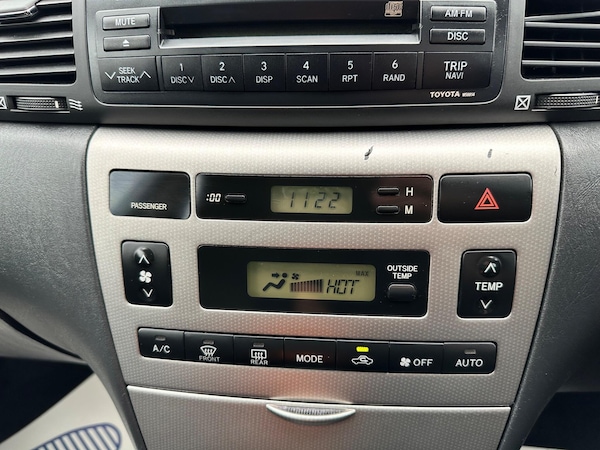 MUTE
AM·FM
DISC
SEEK TRACK
1 DISC∨
2 DISC∧
3 DISP
4 SCAN
5 RPT
6 RAND
TRIP NAVI
TOYOTA
PASSENGER
:00
1122
H
M
HOT
OUTSIDE TEMP
TEMP
A/C
FRONT
REAR
MODE
OFF
AUTO